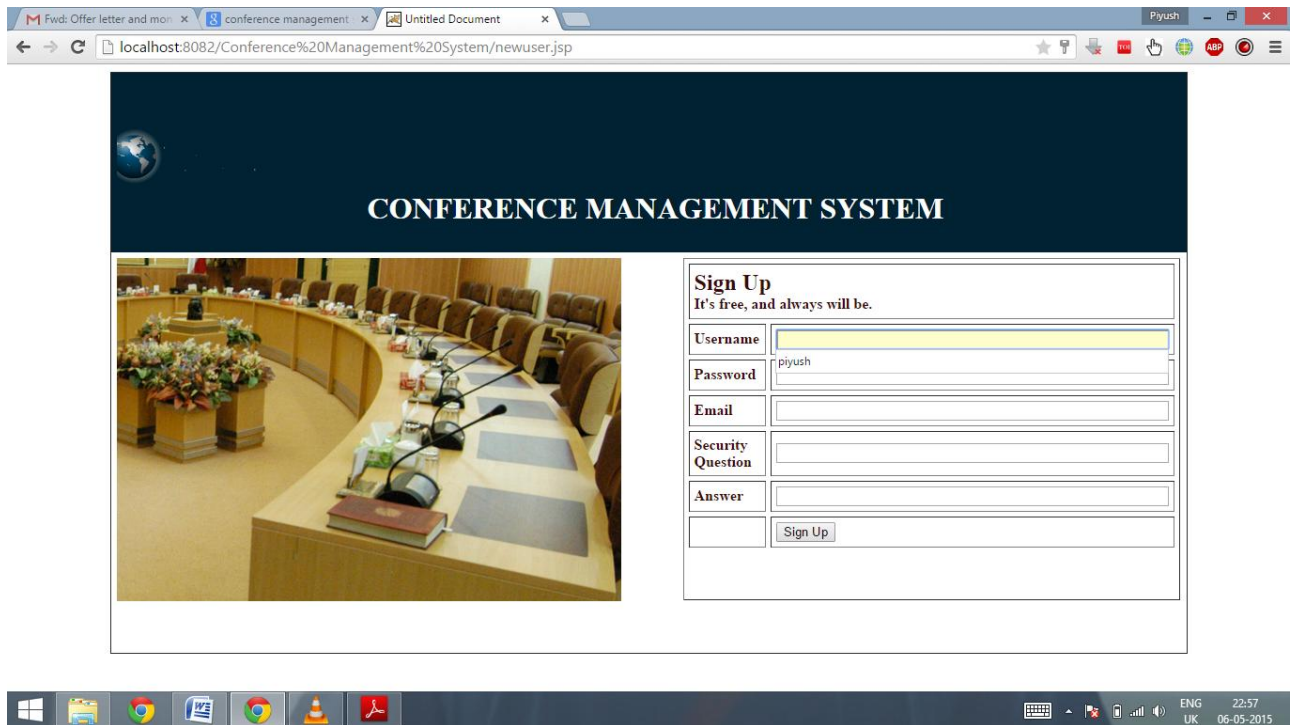 Fwd: Offer letter and mon
conference management
Untitled Document
Piyush
localhost:8082/Conference%20Management%20System/newuser.jsp
TOI
ABP
CONFERENCE MANAGEMENT SYSTEM
Sign Up
It's free, and always will be.
Username
piyush
Password
Email
Security
Question
Answer
Sign Up
ENG 22:57
UK 06-05-2015